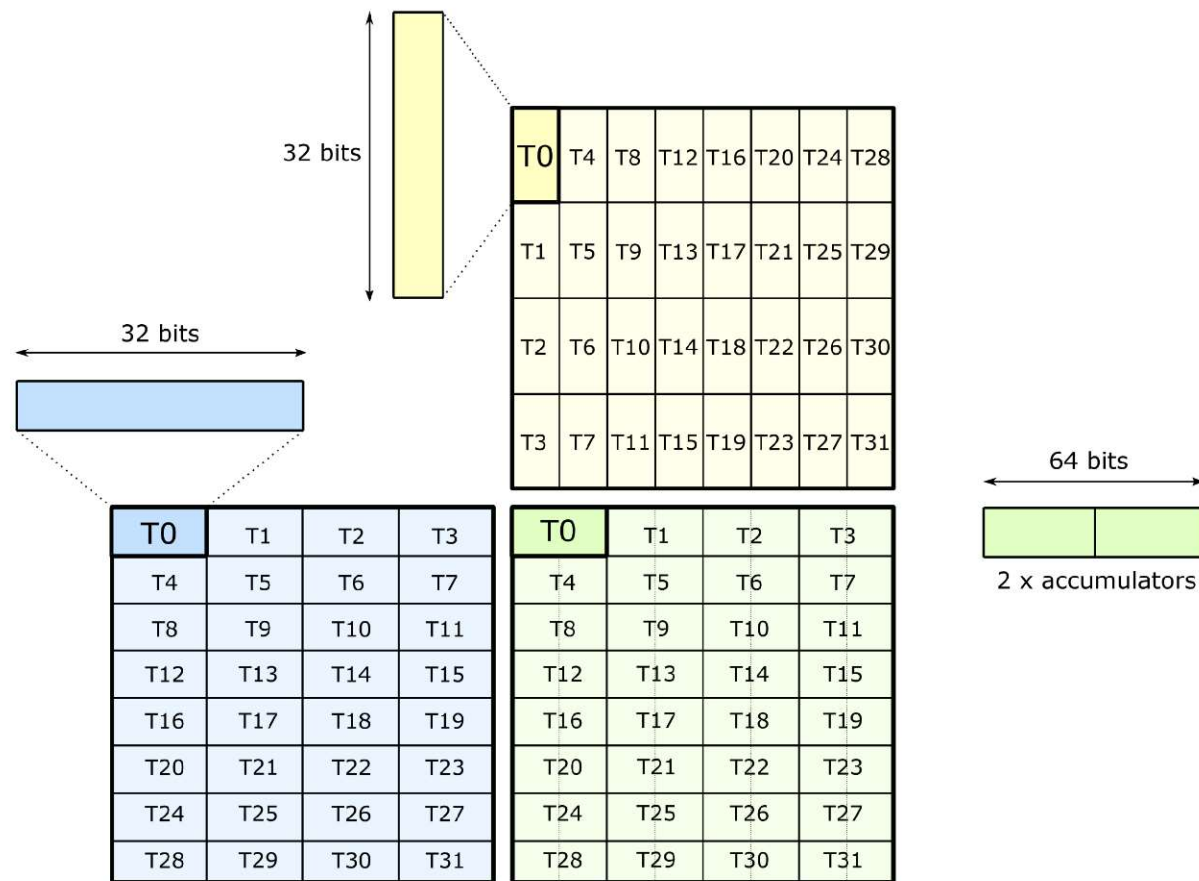 32 bits
T0 T4 T8 T12 T16 T20 T24 T28
T1 T5 T9 T13 T17 T21 T25 T29
T2 T6 T10 T14 T18 T22 T26 T30
T3 T7 T11 T15 T19 T23 T27 T31
32 bits
T0 T1 T2 T3
T4 T5 T6 T7
T8 T9 T10 T11
T12 T13 T14 T15
T16 T17 T18 T19
T20 T21 T22 T23
T24 T25 T26 T27
T28 T29 T30 T31
T0 T1 T2 T3
T4 T5 T6 T7
T8 T9 T10 T11
T12 T13 T14 T15
T16 T17 T18 T19
T20 T21 T22 T23
T24 T25 T26 T27
T28 T29 T30 T31
64 bits
2 x accumulators